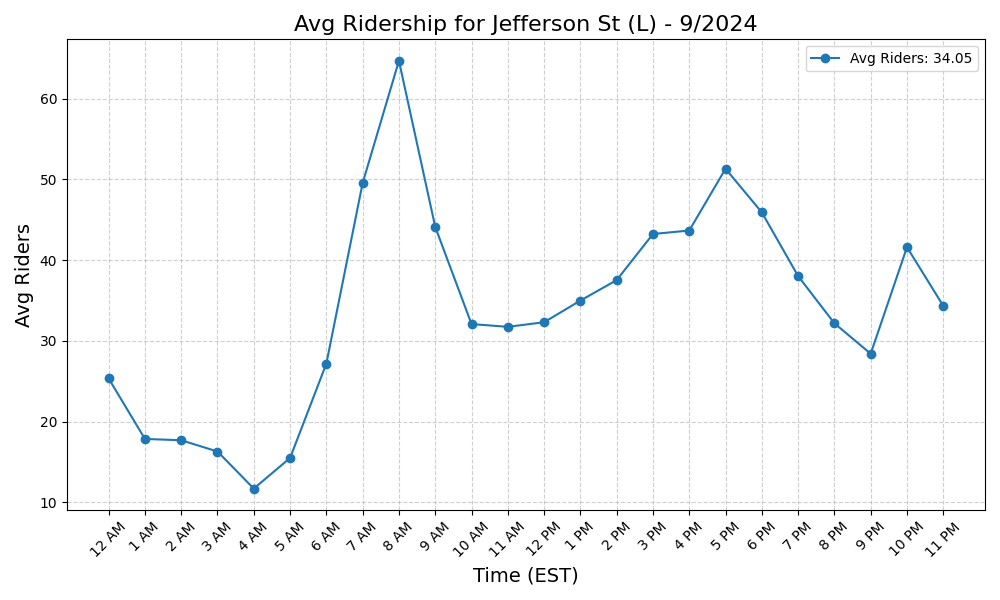 Avg Ridership for Jefferson St (L) - 9/2024
Avg Riders: 34.05
Avg Riders
60
50
40
30
20
10
12 AM
1 AM
2 AM
3 AM
4 AM
5 AM
6 AM
7 AM
8 AM
9 AM
10 AM
11 AM
12 PM
1 PM
2 PM
3 PM
4 PM
5 PM
6 PM
7 PM
8 PM
9 PM
10 PM
11 PM
Time (EST)